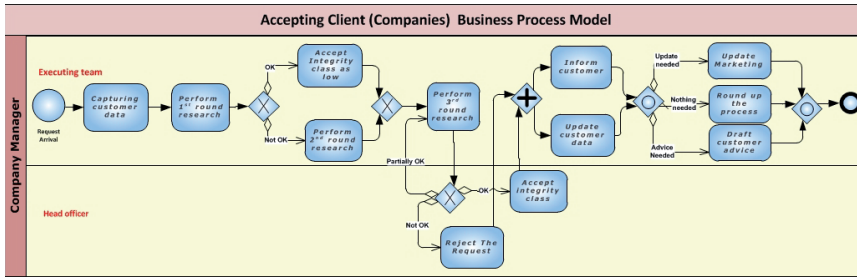 Accepting Client (Companies) Business Process Model
Company Manager
Executing team
Request
Arrival
Capturing
customer
data
Perform
1st round
research
OK
Not OK
Accept
Integrity
class as
low
Perform
2nd round
research
Perform
3rd
round
research
Partially OK
OK
Not OK
Accept
integrity
class
Reject The
Request
Inform
customer
Update
customer
data
Update
needed
Nothing
needed
Advice
Needed
Update
Marketing
Round up
the
process
Draft
customer
advice
Head officer